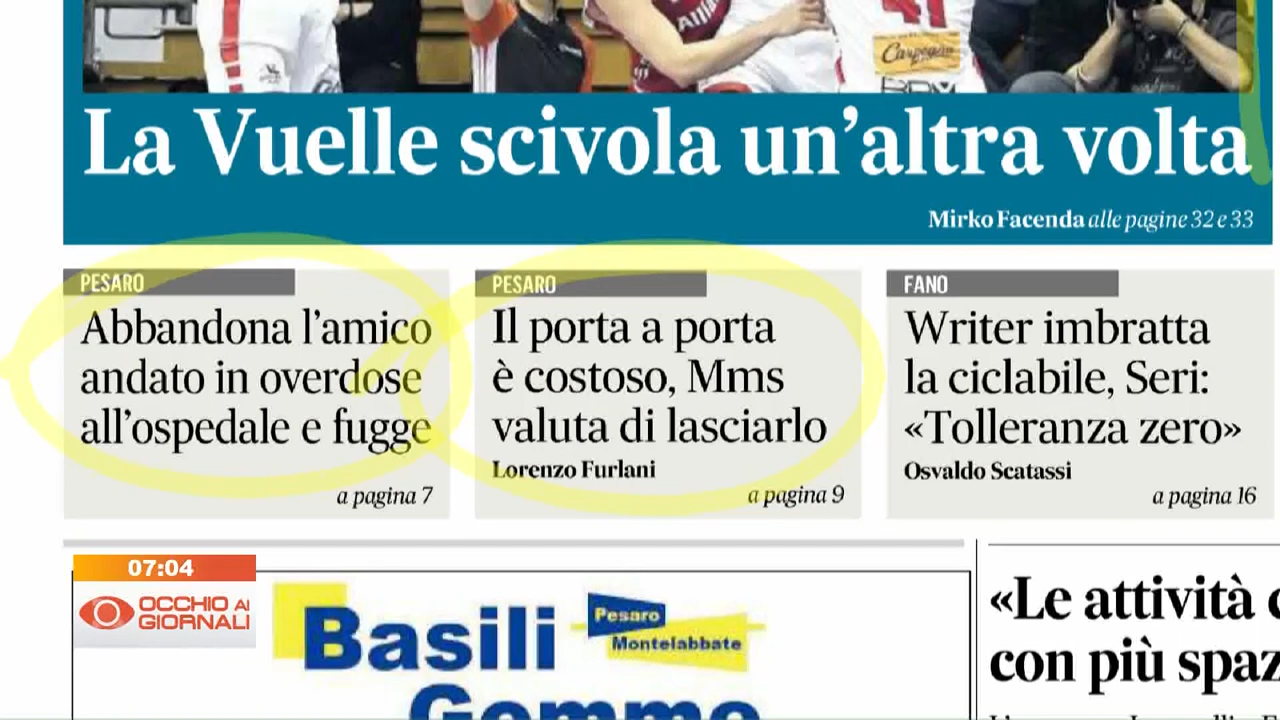 Carpegna
La Vuelle scivola un'altra volta
Mirko Facenda alle pagine 32 e 33
PESARO
Abbandona l'amico
andato in overdose
all'ospedale e fugge
a pagina 7
PESARO
Il porta a porta
è costoso, Mms
valuta di lasciarlo
Lorenzo Furlani
a pagina 9
FANO
Writer imbratta
la ciclabile, Seri:
«Tolleranza zero»
Osvaldo Scatassi
a pagina 16
07:04
OCCHIO AI
GIORNALI
Basili
Gomme
Pesaro
Montelabbate
«Le attività
con più